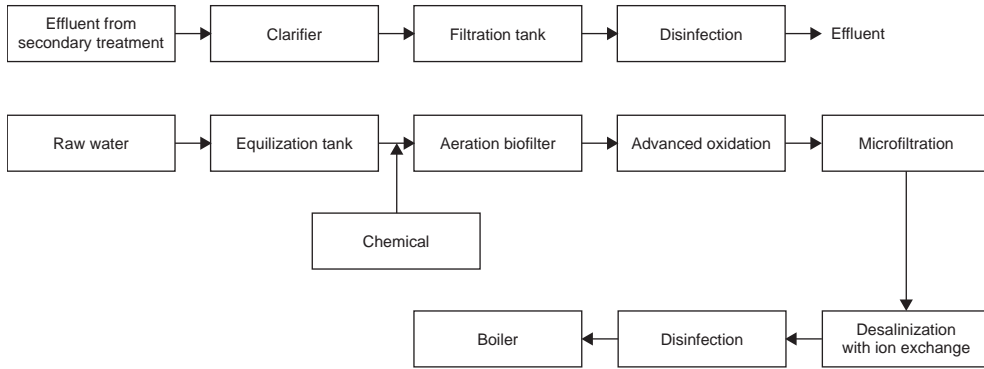 Effluent from
secondary treatment
Clarifier
Filtration tank
Disinfection
Effluent
Raw water
Equilization tank
Aeration biofilter
Advanced oxidation
Microfiltration
Chemical
Boiler
Disinfection
Desalinization
with ion exchange